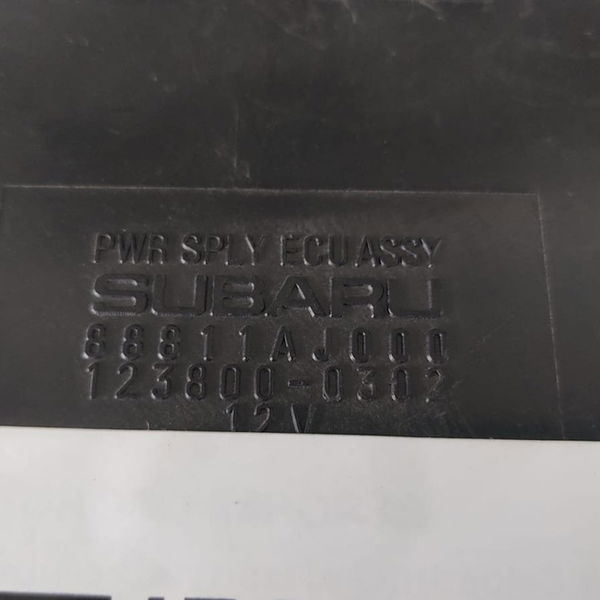 PWR SPLY ECU ASSY
SUBARU
88811AJ000
123800-0302
12V